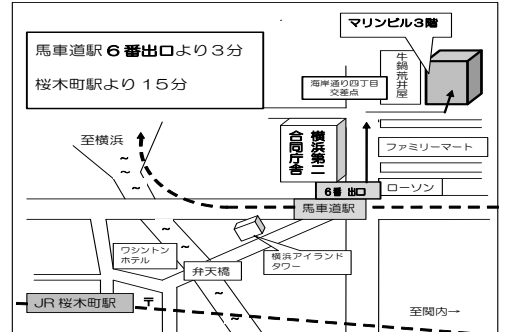 馬車道駅６番出口より３分
桜木町駅より 15分
マリンビル３階
牛鍋荒井屋
海岸通り四丁目
交差点
至横浜
横浜第二
合同庁舎
ファミリーマート
6番 出口
ローソン
馬車道駅
ワシントン
ホテル
弁天橋
横浜アイランド
タワー
JR 桜木町駅
〒
至関内→